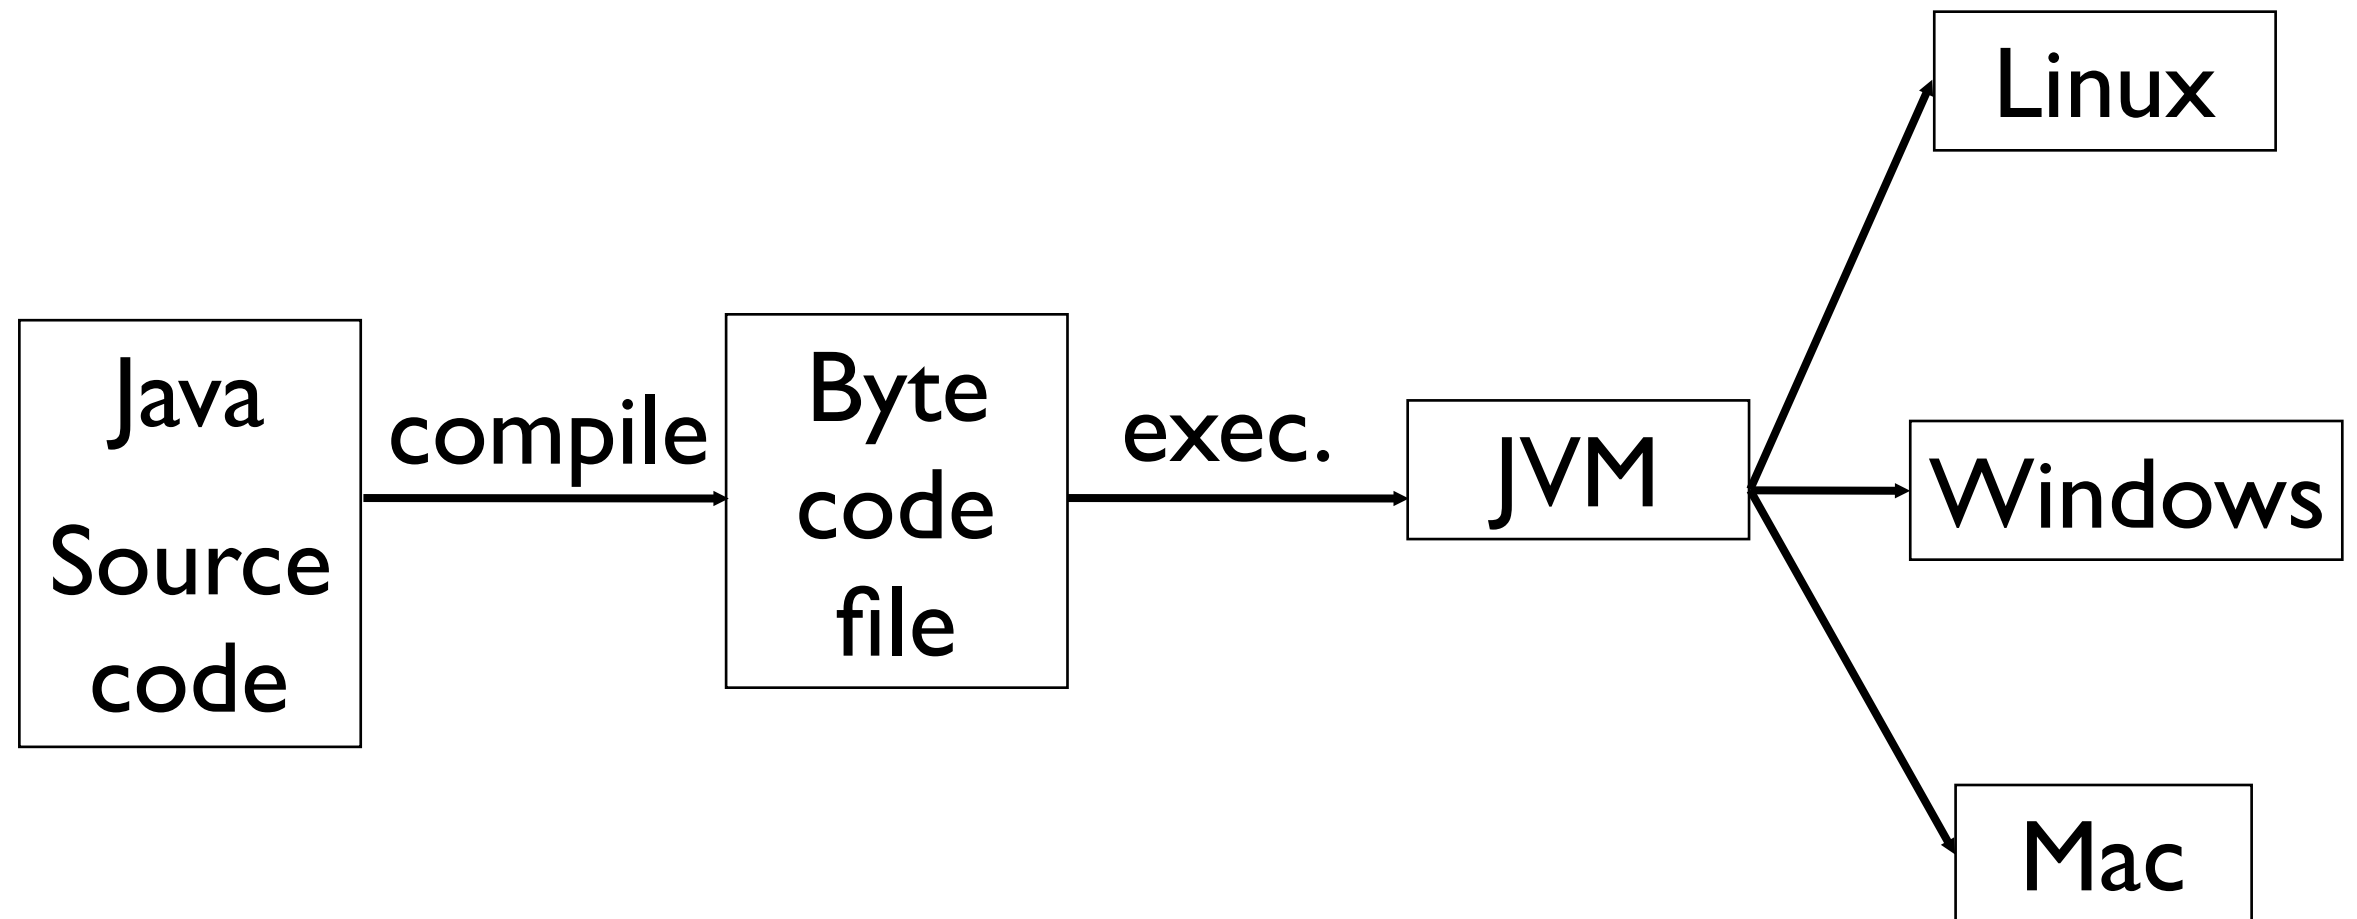 Java
Source
code
compile
Byte
code
file
exec.
JVM
Linux
Windows
Mac